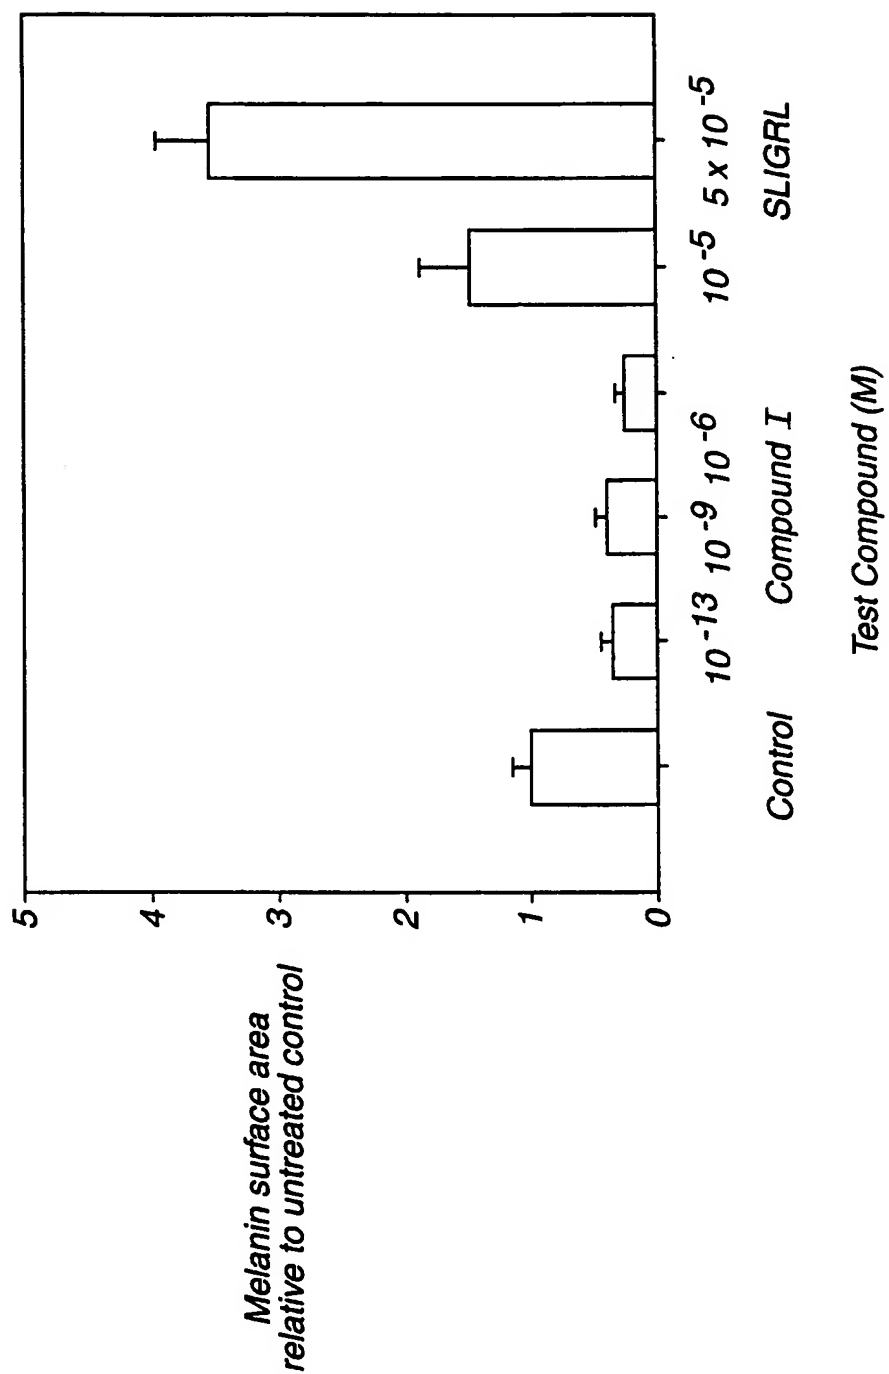 Melanin surface area
relative to untreated control
5
4
3
2
1
0
10-13 10-9 10-6 10-5 5 x 10-5
Control Compound I SLIGRL
Test Compound (M)